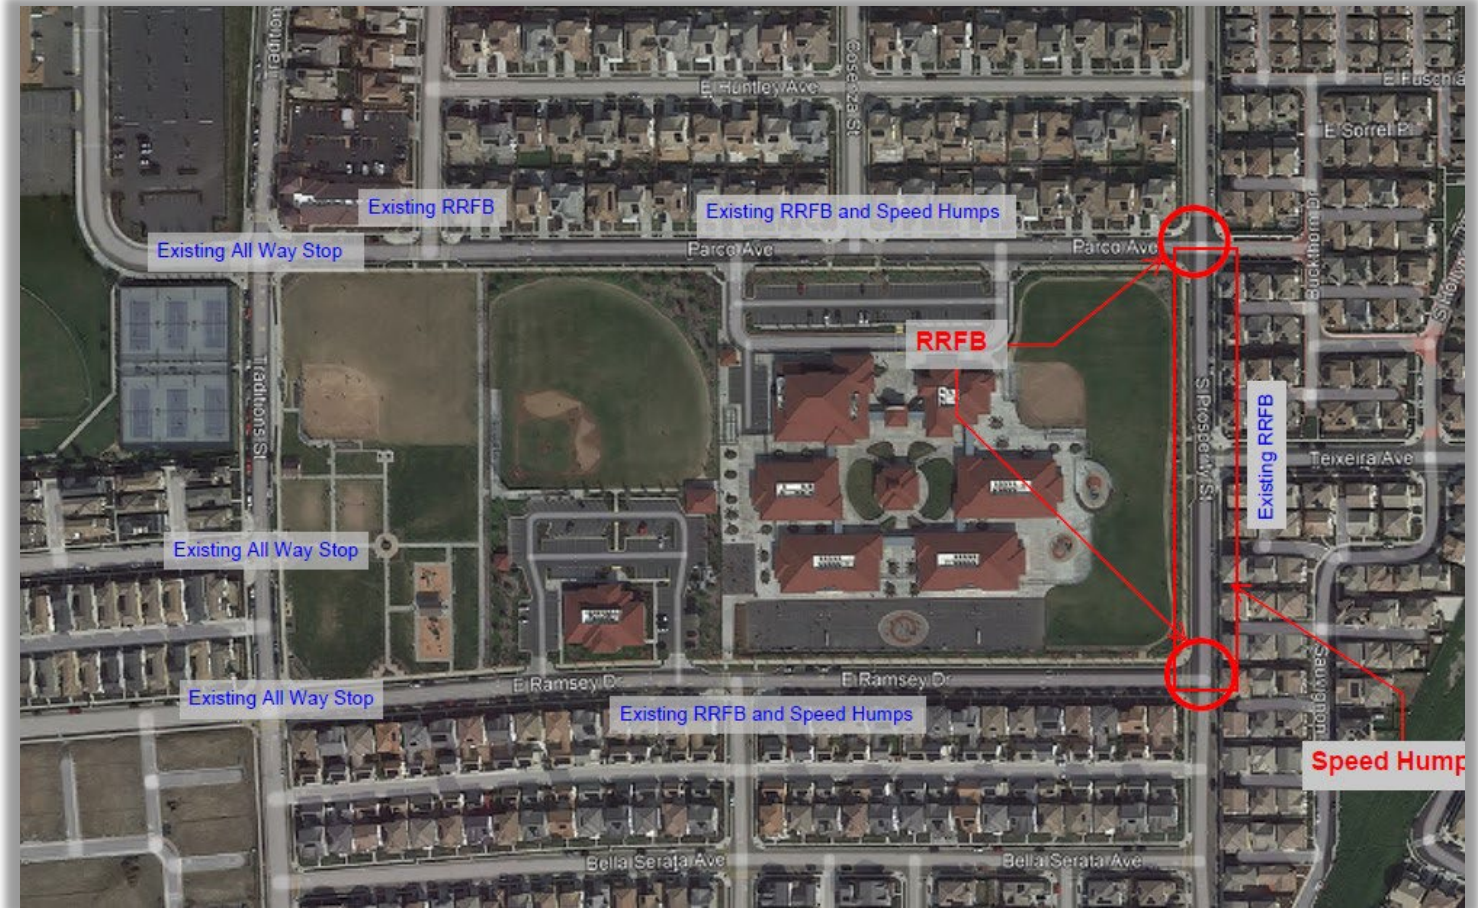 Tradition
Cosenza St
E Huntley Ave
E Fuschia
E Sorrel Pl
Existing RRFB
Existing RRFB and Speed Humps
Existing All Way Stop
Parco Ave
Parco Ave
Buckthorn Dr
RRFB
Traditions St
S Prosperity St
Existing RRFB
Teixeira Ave
Existing All Way Stop
E Ramsey Dr
E Ramsey Dr
Sauvignon
Existing All Way Stop
Existing RRFB and Speed Humps
Speed Hump
Bella Serata Ave
Bella Serata Ave